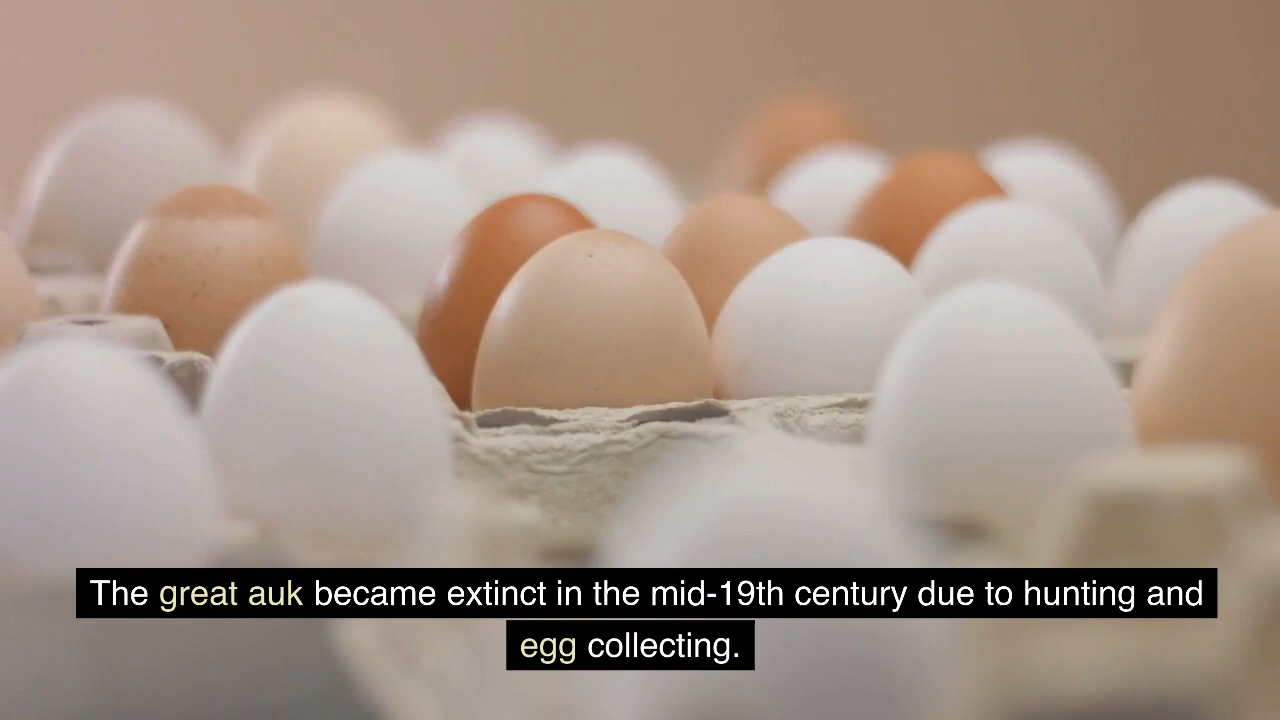 The great auk became extinct in the mid-19th century due to hunting and
egg collecting.